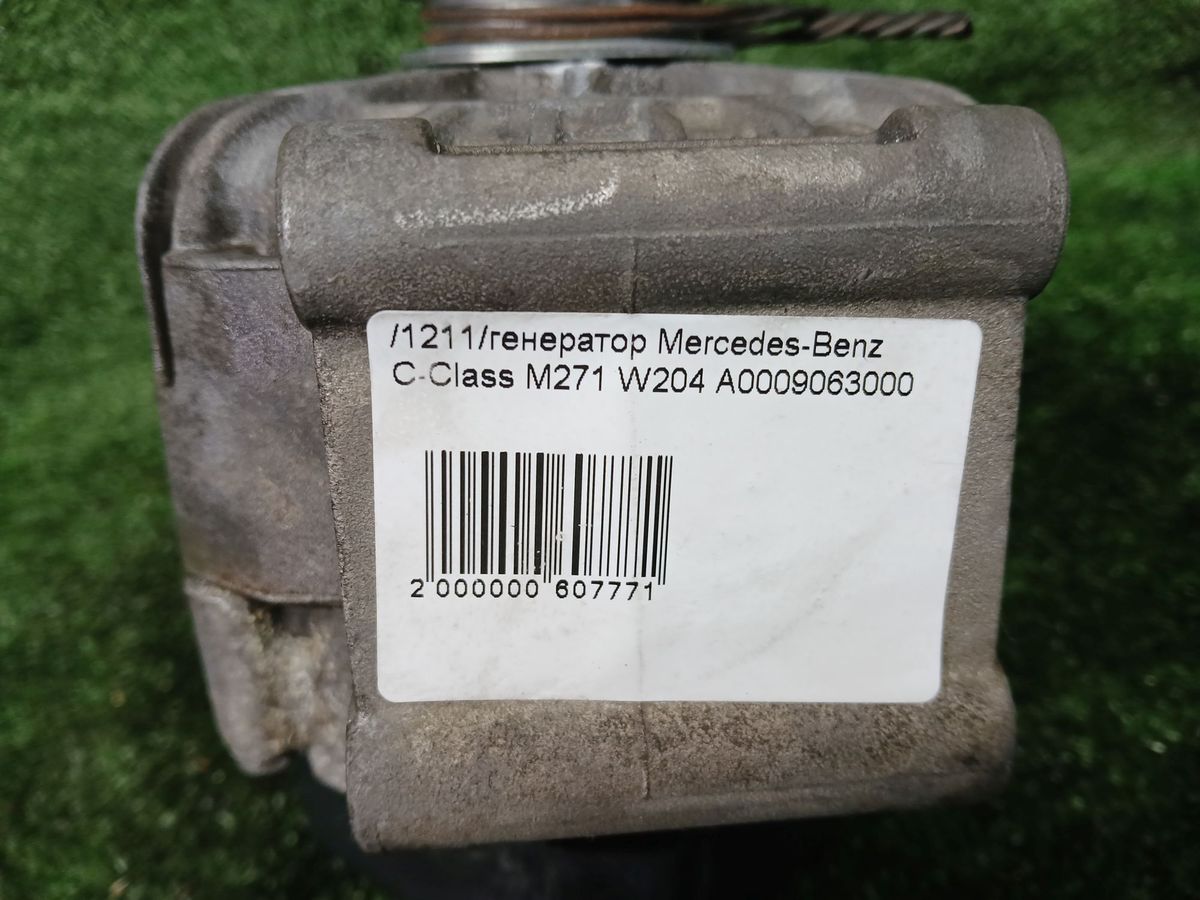 /1211/генератор Mercedes-Benz
C-Class M271 W204 A0009063000
2 000000 607771